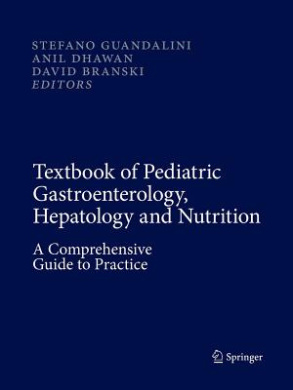 STEFANO GUANDALINI
ANIL DHAWAN
DAVID BRANSKI
EDITORS
Textbook of Pediatric
Gastroenterology,
Hepatology and Nutrition
A Comprehensive
Guide to Practice
Springer